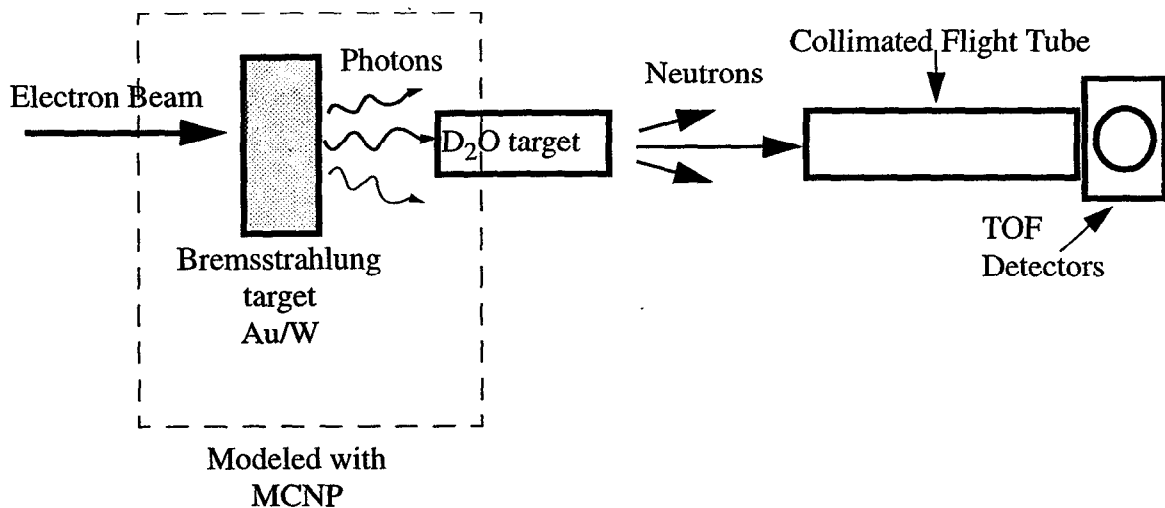 Electron Beam
Photons
D₂O target
Neutrons
Collimated Flight Tube
Bremsstrahlung
target
Au/W
TOF
Detectors
Modeled with
MCNP